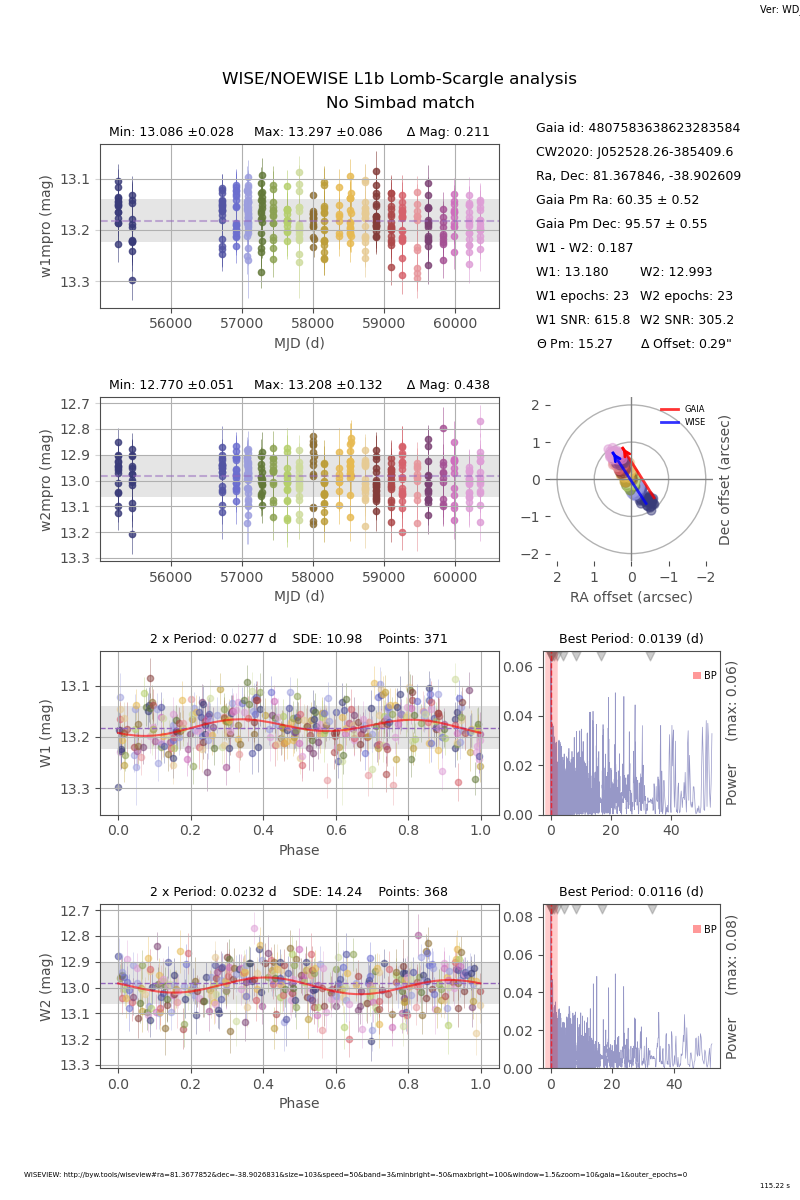 Ver: WD_
WISE/NOEWISE L1b Lomb-Scargle analysis
No Simbad match
Min: 13.086 ±0.028 Max: 13.297 ±0.086 Δ Mag: 0.211
13.1
13.2
13.3
w1mpro (mag)
56000 57000 58000 59000 60000
MJD (d)
Gaia id: 4807583638623283584
CW2020: J052528.26-385409.6
Ra, Dec: 81.367846, -38.902609
Gaia Pm Ra: 60.35 ± 0.52
Gaia Pm Dec: 95.57 ± 0.55
W1 - W2: 0.187
W1: 13.180 W2: 12.993
W1 epochs: 23 W2 epochs: 23
W1 SNR: 615.8 W2 SNR: 305.2
Θ Pm: 15.27 Δ Offset: 0.29"
Min: 12.770 ±0.051 Max: 13.208 ±0.132 Δ Mag: 0.438
12.7
12.8
12.9
13.0
13.1
13.2
13.3
w2mpro (mag)
56000 57000 58000 59000 60000
MJD (d)
GAIA
WISE
2
1
0
−1
−2
Dec offset (arcsec)
2 1 0 −1 −2
RA offset (arcsec)
2 x Period: 0.0277 d SDE: 10.98 Points: 371
13.1
13.2
13.3
W1 (mag)
0.0 0.2 0.4 0.6 0.8 1.0
Phase
Best Period: 0.0139 (d)
BP
0.06
0.04
0.02
0.00
Power (max: 0.06)
0 20 40
2 x Period: 0.0232 d SDE: 14.24 Points: 368
12.7
12.8
12.9
13.0
13.1
13.2
13.3
W2 (mag)
0.0 0.2 0.4 0.6 0.8 1.0
Phase
Best Period: 0.0116 (d)
BP
0.08
0.06
0.04
0.02
0.00
Power (max: 0.08)
0 20 40
WISEVIEW: http://byw.tools/wiseview#ra=81.3677852&dec=-38.9026831&size=103&speed=50&band=3&minbright=-50&maxbright=100&window=1.5&zoom=10&gaia=1&outer_epochs=0
115.22 s